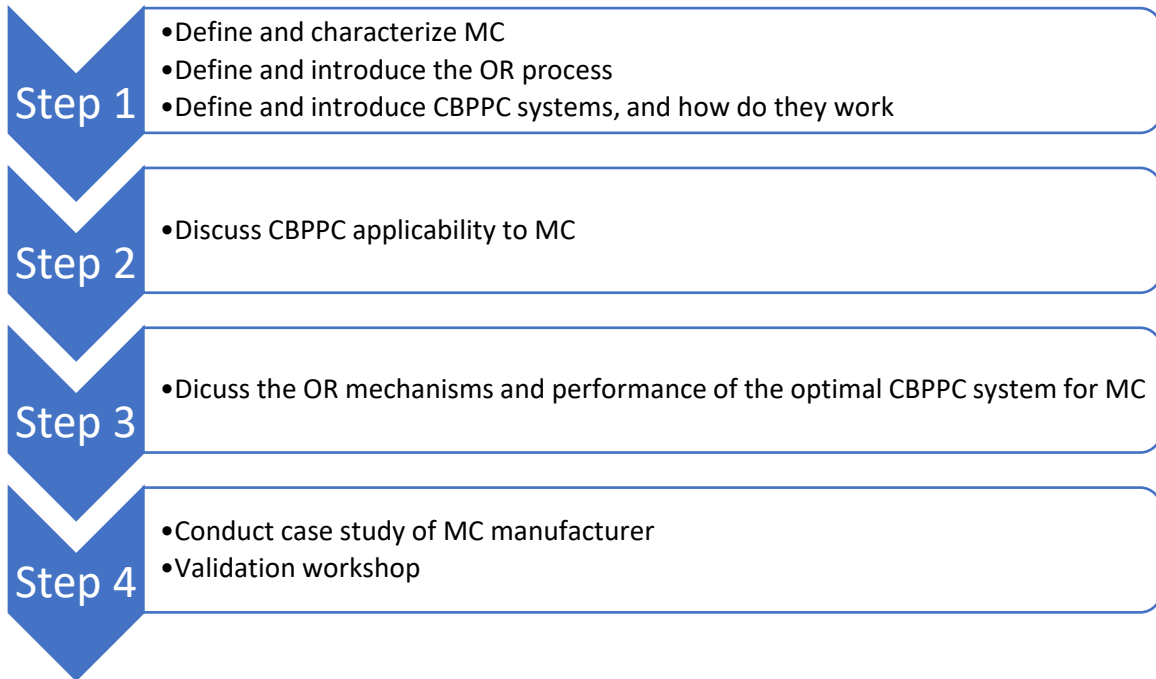 Step 1
•Define and characterize MC
•Define and introduce the OR process
•Define and introduce CBPPC systems, and how do they work
Step 2
•Discuss CBPPC applicability to MC
Step 3
•Dicuss the OR mechanisms and performance of the optimal CBPPC system for MC
Step 4
•Conduct case study of MC manufacturer
•Validation workshop